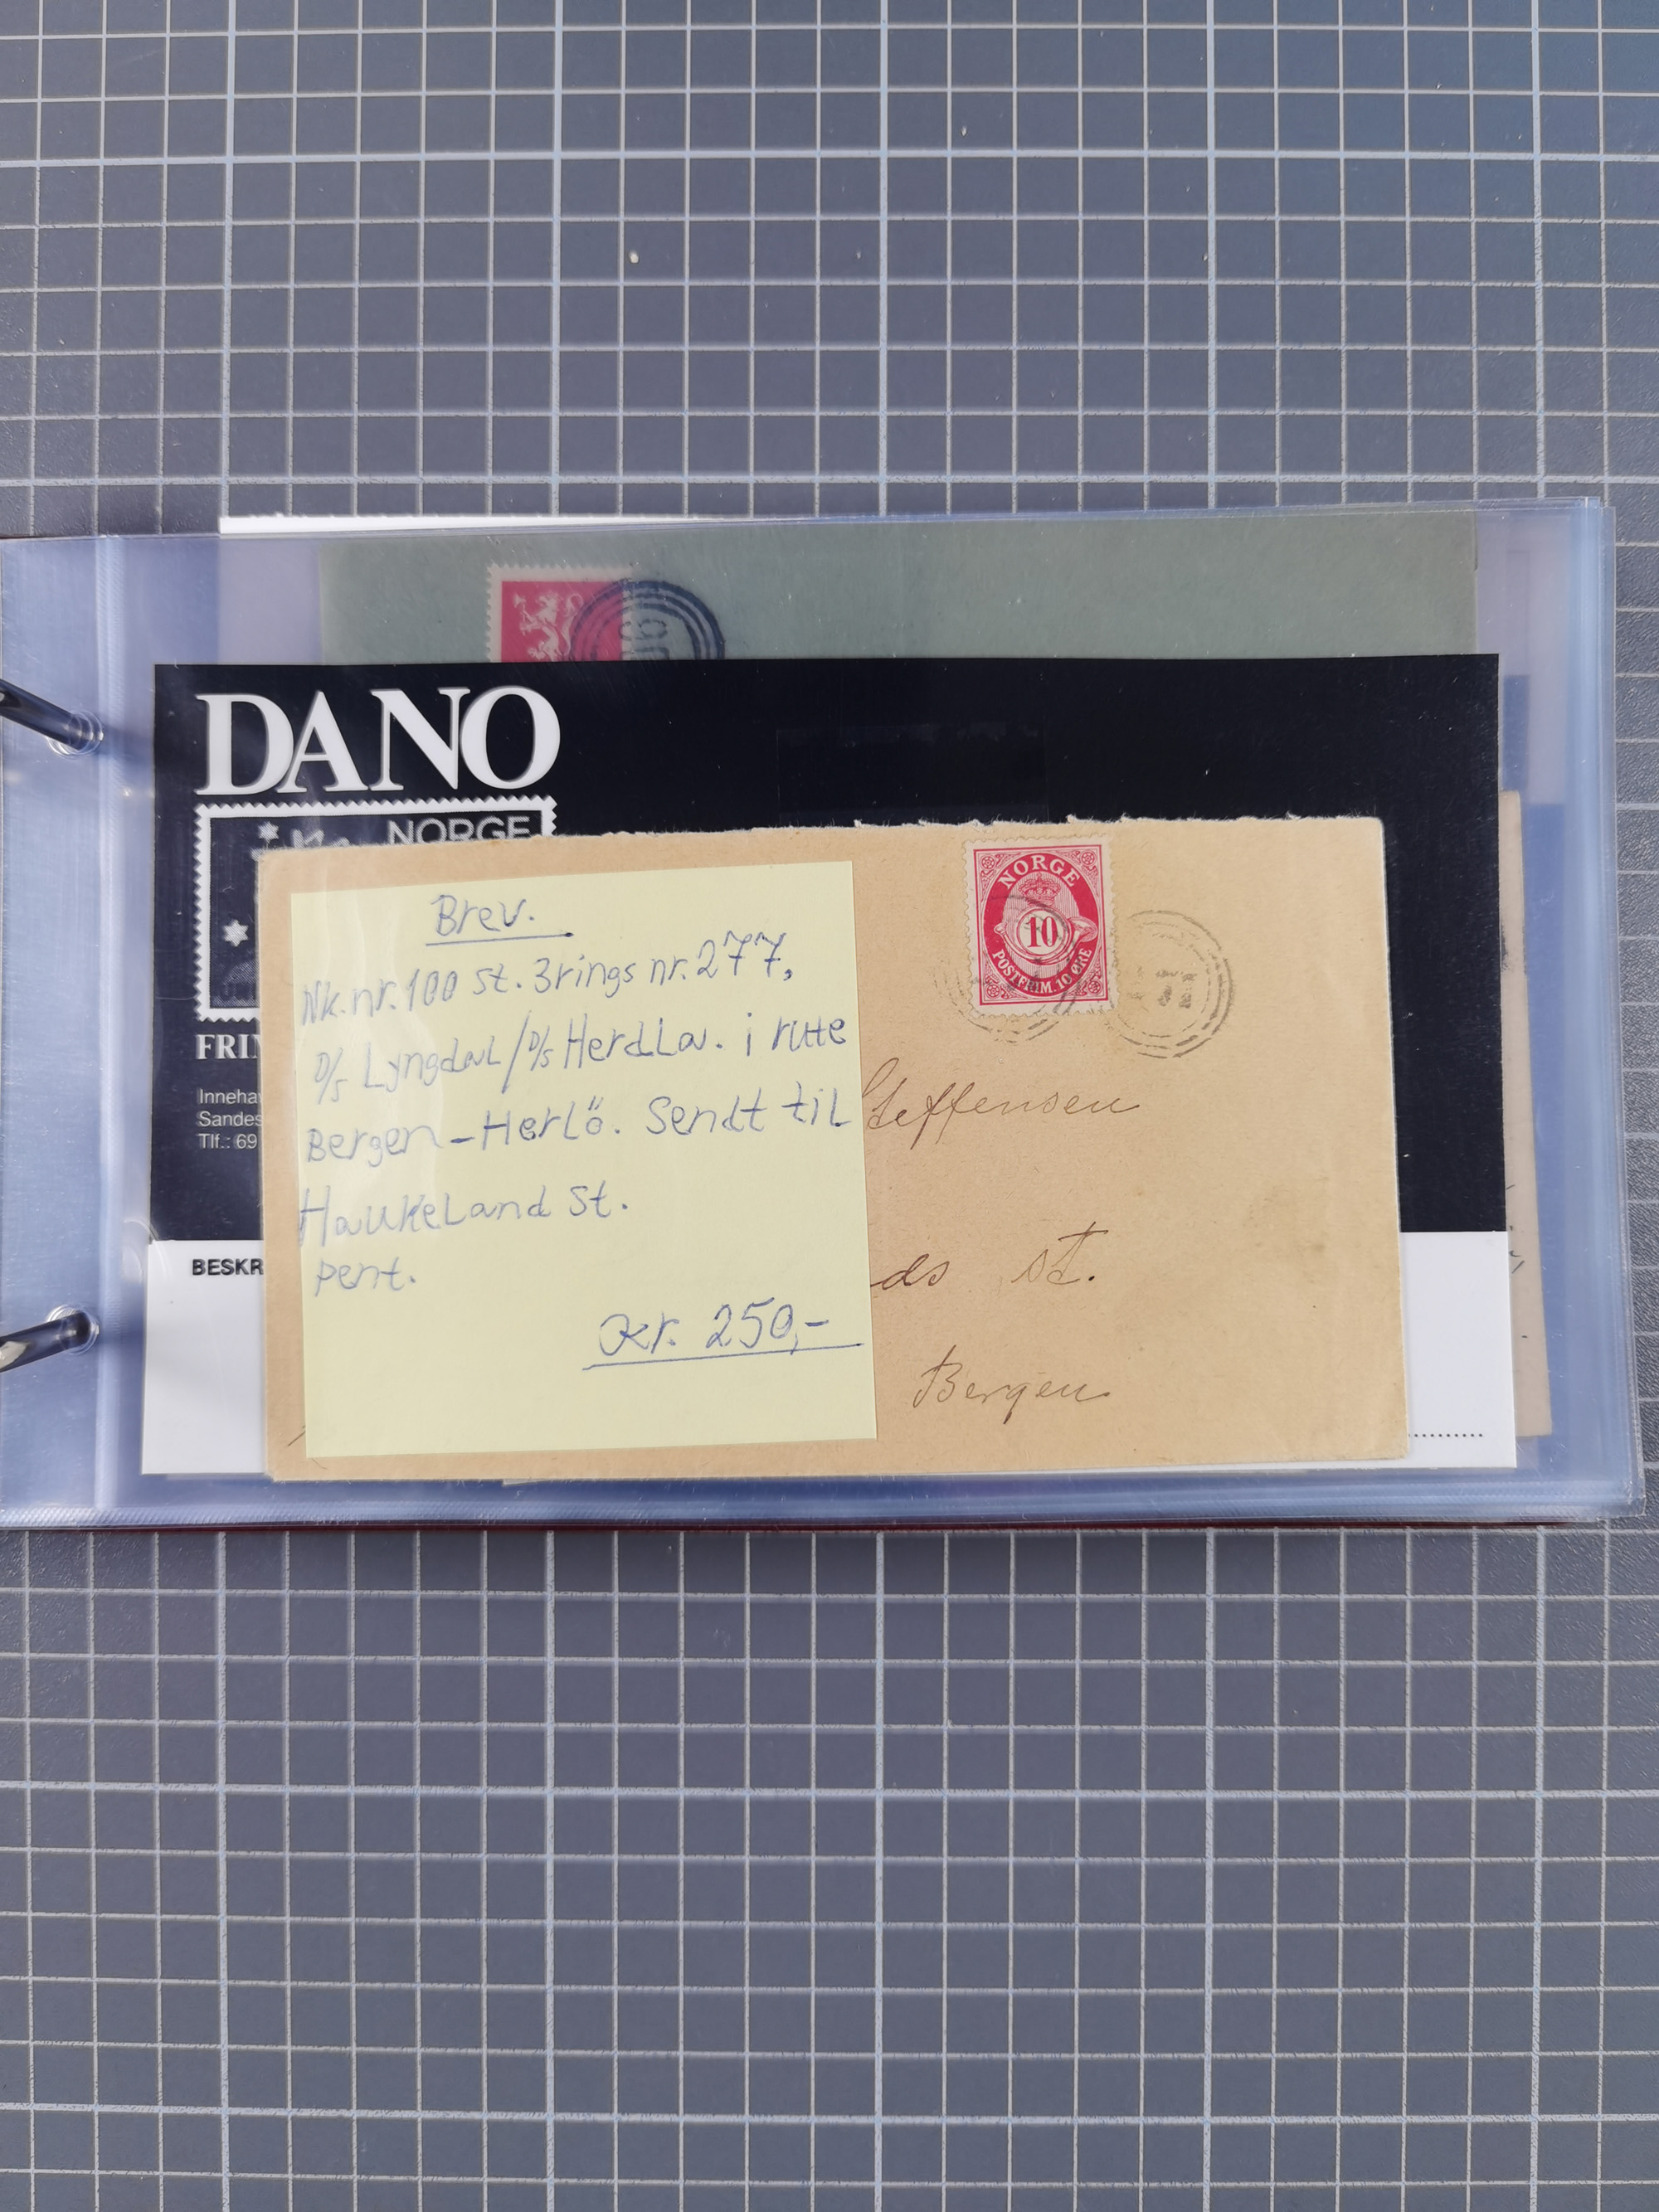 DANO
NORGE
FRI
Inneha
Sandes
Tlf.: 69
BESKR
Brev.
Nk.nr.100 st. 3rings nr.277,
D/S Lyngdal/D/S Herdla. i rute
Bergen-Herlö. Sendt til
Haukeland St.
pent.
Kr. 250,-
NORGE
10
POSTFRIM. 10 ØRE
Steffensen
ds st.
Bergen